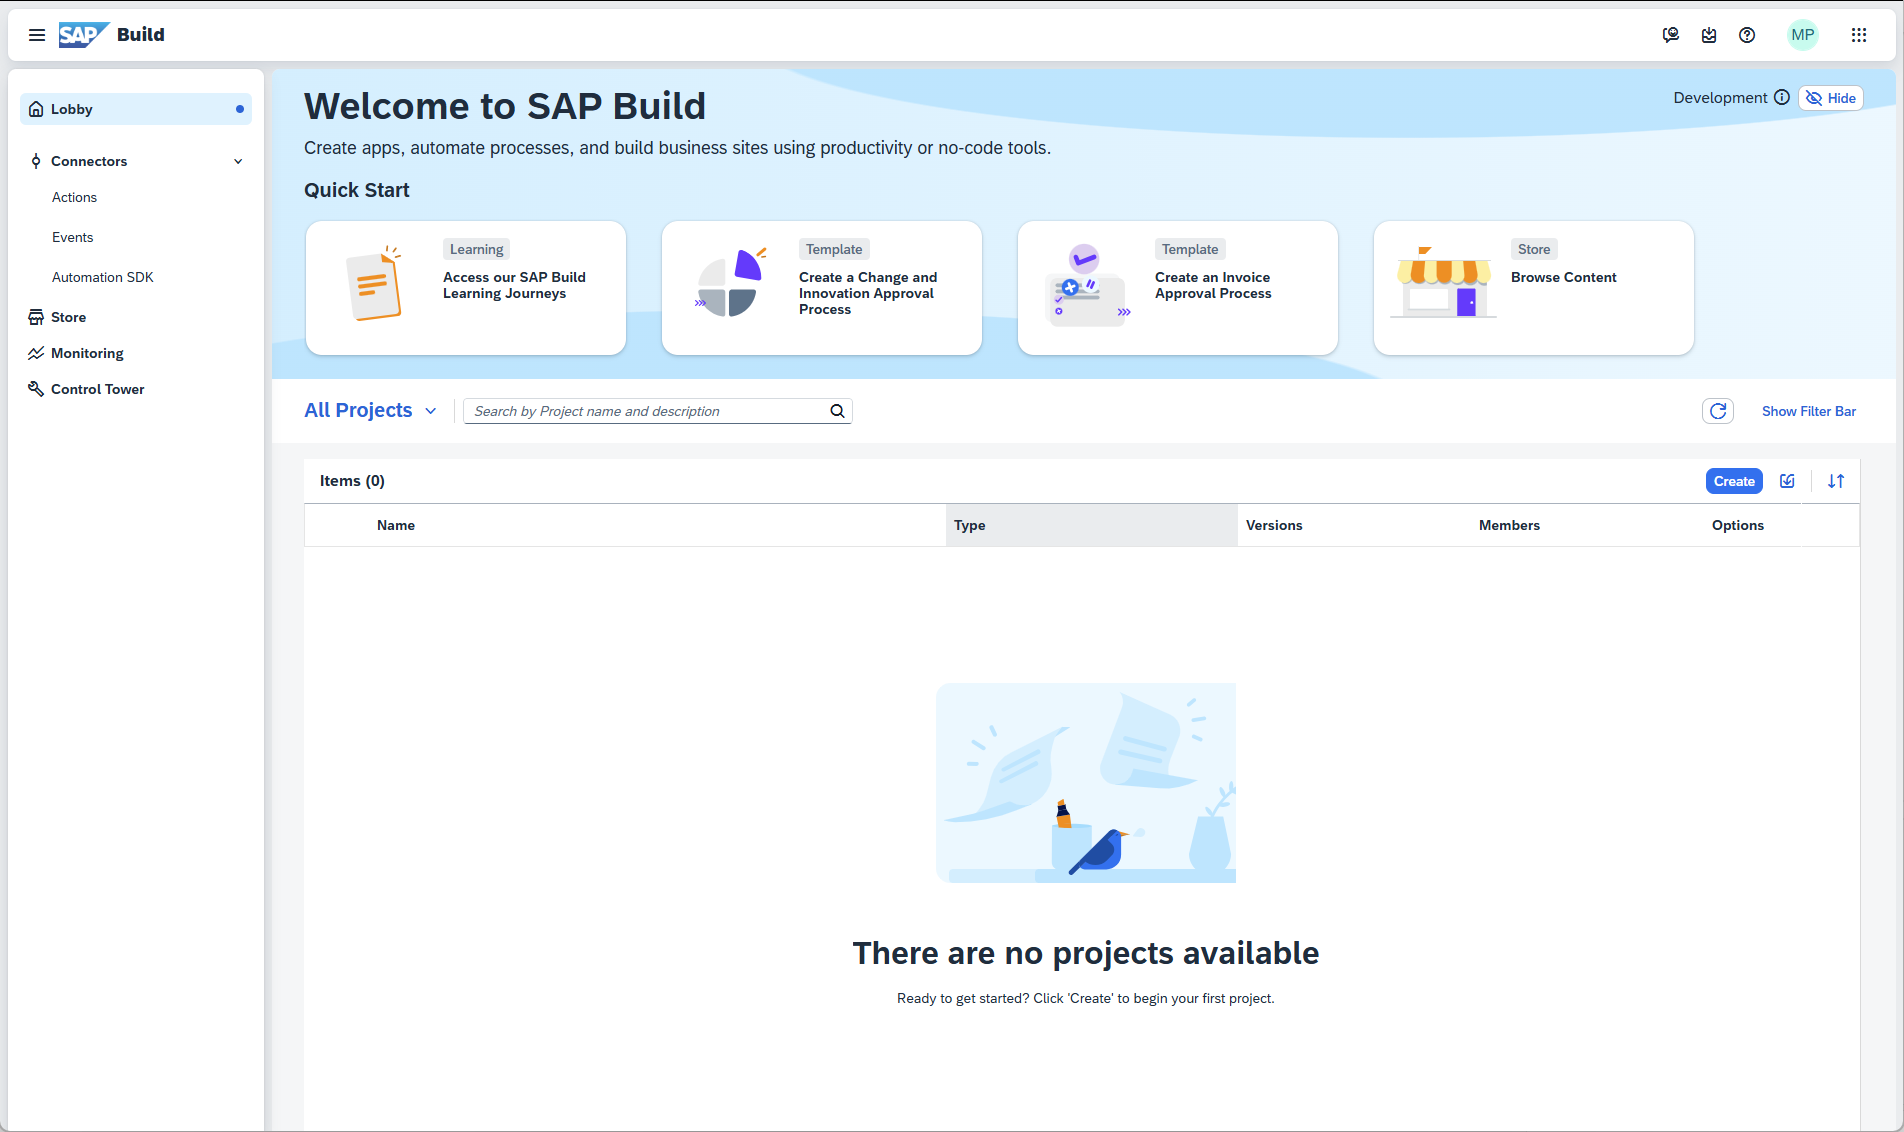 SAP Build
MP
Lobby
Connectors
Actions
Events
Automation SDK
Store
Monitoring
Control Tower
Welcome to SAP Build
Development
Hide
Create apps, automate processes, and build business sites using productivity or no-code tools.
Quick Start
Learning
Access our SAP Build
Learning Journeys
Template
Create a Change and
Innovation Approval
Process
Template
Create an Invoice
Approval Process
Store
Browse Content
All Projects
Search by Project name and description
Show Filter Bar
Items (0)
Create
Name Type Versions Members Options
There are no projects available
Ready to get started? Click 'Create' to begin your first project.